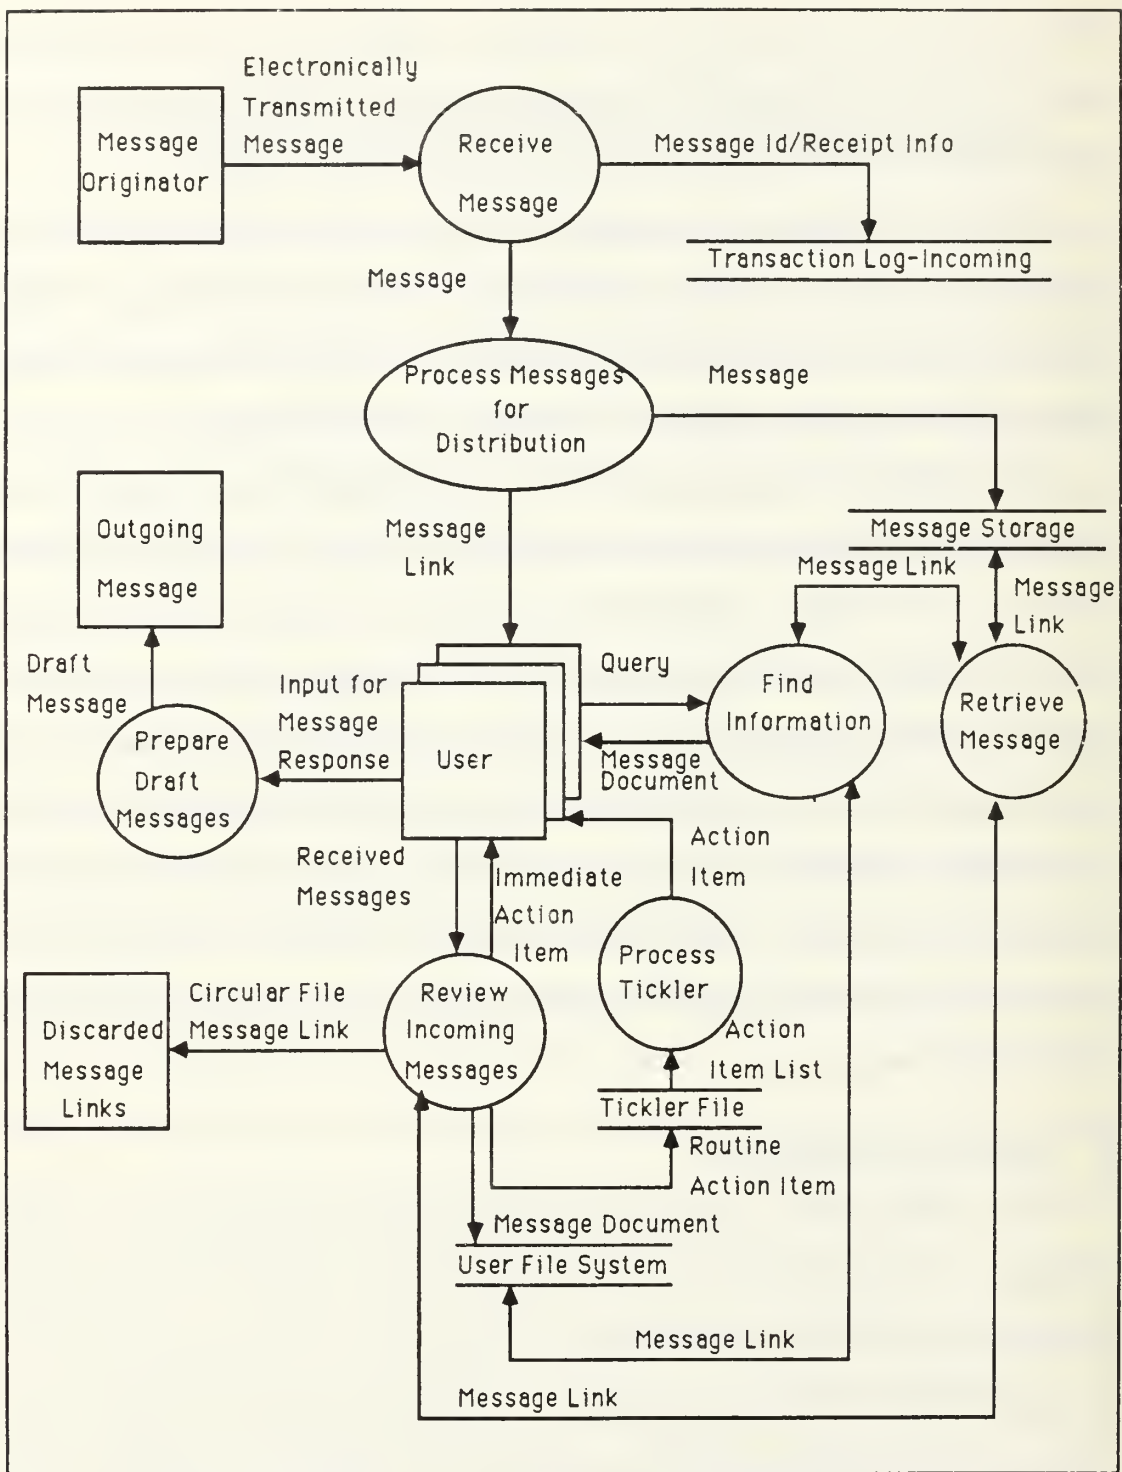 Electronically
Transmitted
Message
Message
Originator
Receive
Message
Message Id/Receipt Info
Transaction Log-Incoming
Message
Process Messages
for
Distribution
Message
Message
Link
Outgoing
Message
Message Storage
Message Link
Message
Link
Draft
Message
Input for
Message
Response
User
Query
Message
Document
Find
Information
Retrieve
Message
Prepare
Draft
Messages
Received
Messages
Immediate
Action
Item
Action
Item
Process
Tickler
Circular File
Message Link
Discarded
Message
Links
Review
Incoming
Messages
Action
Item List
Tickler File
Routine
Action Item
Message Document
User File System
Message Link
Message Link